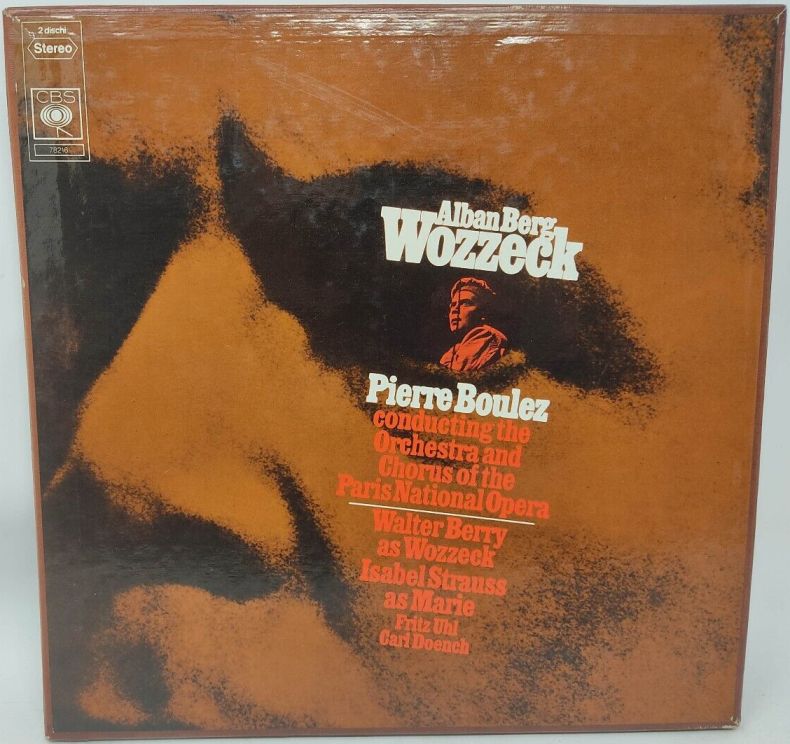 2 dischi
Stereo
CBS
78216
Alban Berg
Wozzeck
Pierre Boulez
conducting the
Orchestra and
Chorus of the
Paris National Opera
Walter Berry
as Wozzeck
Isabel Strauss
as Marie
Fritz Uhl
Carl Doench